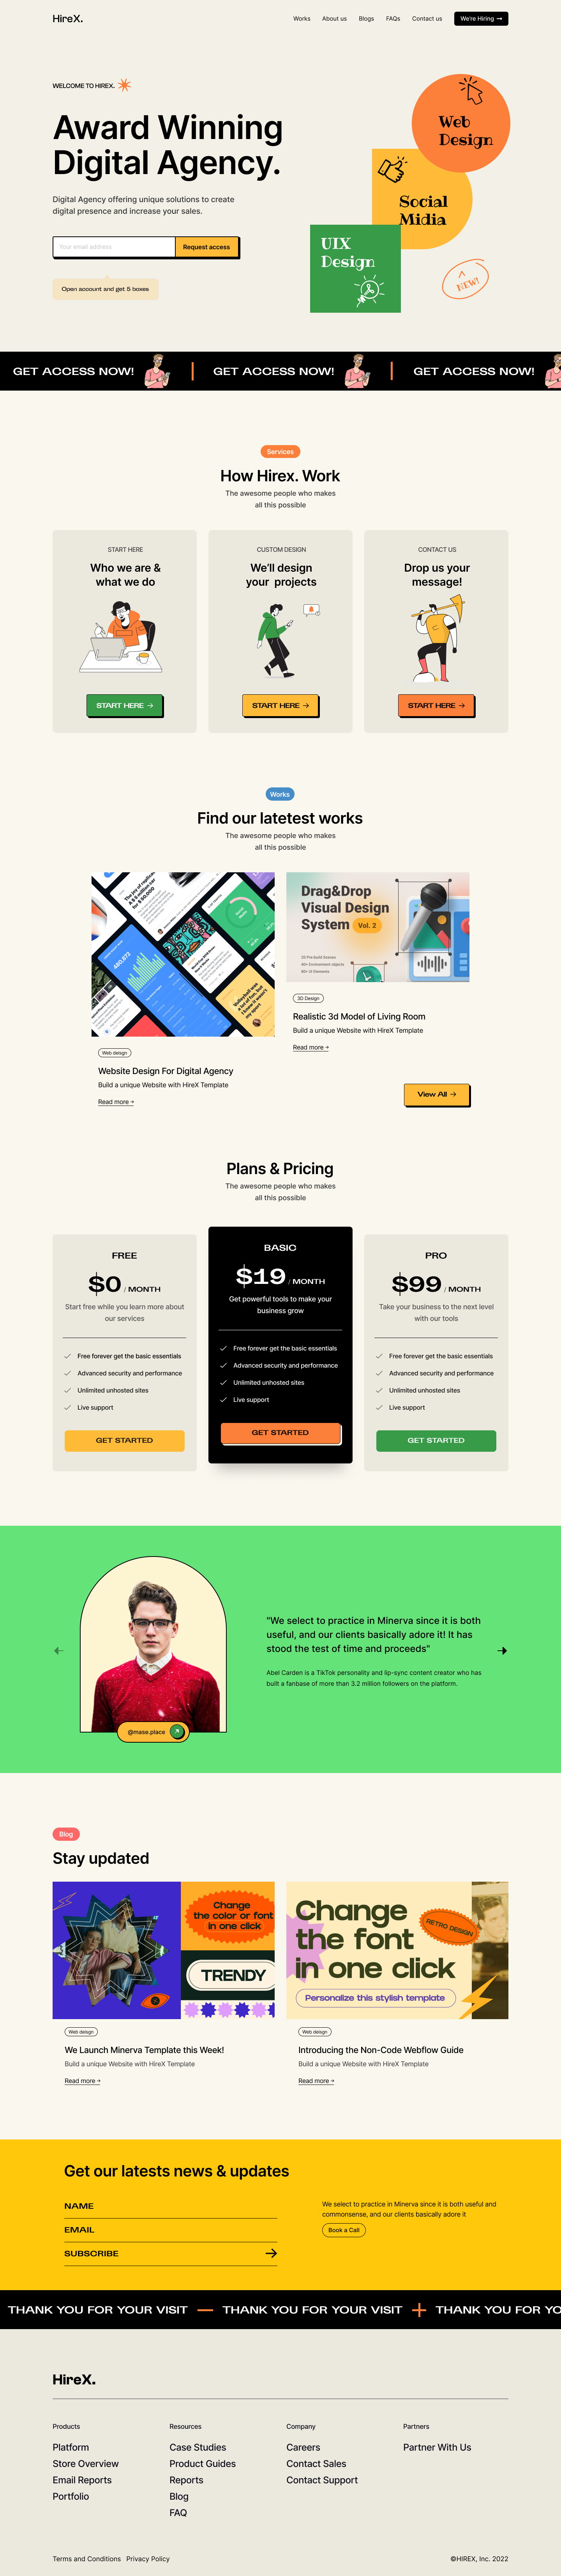 HireX.
Works
About us
Blogs
FAQs
Contact us
We're Hiring →
WELCOME TO HIREX.
Award Winning
Digital Agency.
Digital Agency offering unique solutions to create
digital presence and increase your sales.
Your email address
Request access
Open account and get 5 boxes
Web
Design
Social
Midia
UIX
Design
NEW!
GET ACCESS NOW!
GET ACCESS NOW!
GET ACCESS NOW!
Services
How Hirex. Work
The awesome people who makes
all this possible
START HERE
Who we are &
what we do
START HERE →
CUSTOM DESIGN
We'll design
your projects
START HERE →
CONTACT US
Drop us your
message!
START HERE →
Works
Find our latetest works
The awesome people who makes
all this possible
The joy of replica
a $ 6 million car
for $ 50,000
480,872
Web deisgn
Website Design For Digital Agency
Build a unique Website with HireX Template
Read more →
Drag&Drop
Visual Design
System
Vol. 2
3D Design
Realistic 3d Model of Living Room
Build a unique Website with HireX Template
Read more →
View All →
Plans & Pricing
The awesome people who makes
all this possible
FREE
$0 / MONTH
Start free while you learn more about
our services
Free forever get the basic essentials
Advanced security and performance
Unlimited unhosted sites
Live support
GET STARTED
BASIC
$19 / MONTH
Get powerful tools to make your
business grow
Free forever get the basic essentials
Advanced security and performance
Unlimited unhosted sites
Live support
GET STARTED
PRO
$99 / MONTH
Take your business to the next level
with our tools
Free forever get the basic essentials
Advanced security and performance
Unlimited unhosted sites
Live support
GET STARTED
"We select to practice in Minerva since it is both
useful, and our clients basically adore it! It has
stood the test of time and proceeds"
Abel Carden is a TikTok personality and lip-sync content creator who has
built a fanbase of more than 3.2 million followers on the platform.
@mase.place
Blog
Stay updated
Change
the color or font
in one click
TRENDY
Web deisgn
We Launch Minerva Template this Week!
Build a unique Website with HireX Template
Read more →
Change
the font
in one click
RETRO DESIGN
Personalize this stylish template
Web deisgn
Introducing the Non-Code Webflow Guide
Build a unique Website with HireX Template
Read more →
Get our latests news & updates
NAME
EMAIL
SUBSCRIBE
We select to practice in Minerva since it is both useful and
commonsense, and our clients basically adore it
Book a Call
THANK YOU FOR YOUR VISIT
THANK YOU FOR YOUR VISIT
THANK YOU FOR YO
HireX.
Products
Platform
Store Overview
Email Reports
Portfolio
Resources
Case Studies
Product Guides
Reports
Blog
FAQ
Company
Careers
Contact Sales
Contact Support
Partners
Partner With Us
Terms and Conditions
Privacy Policy
©HIREX, Inc. 2022